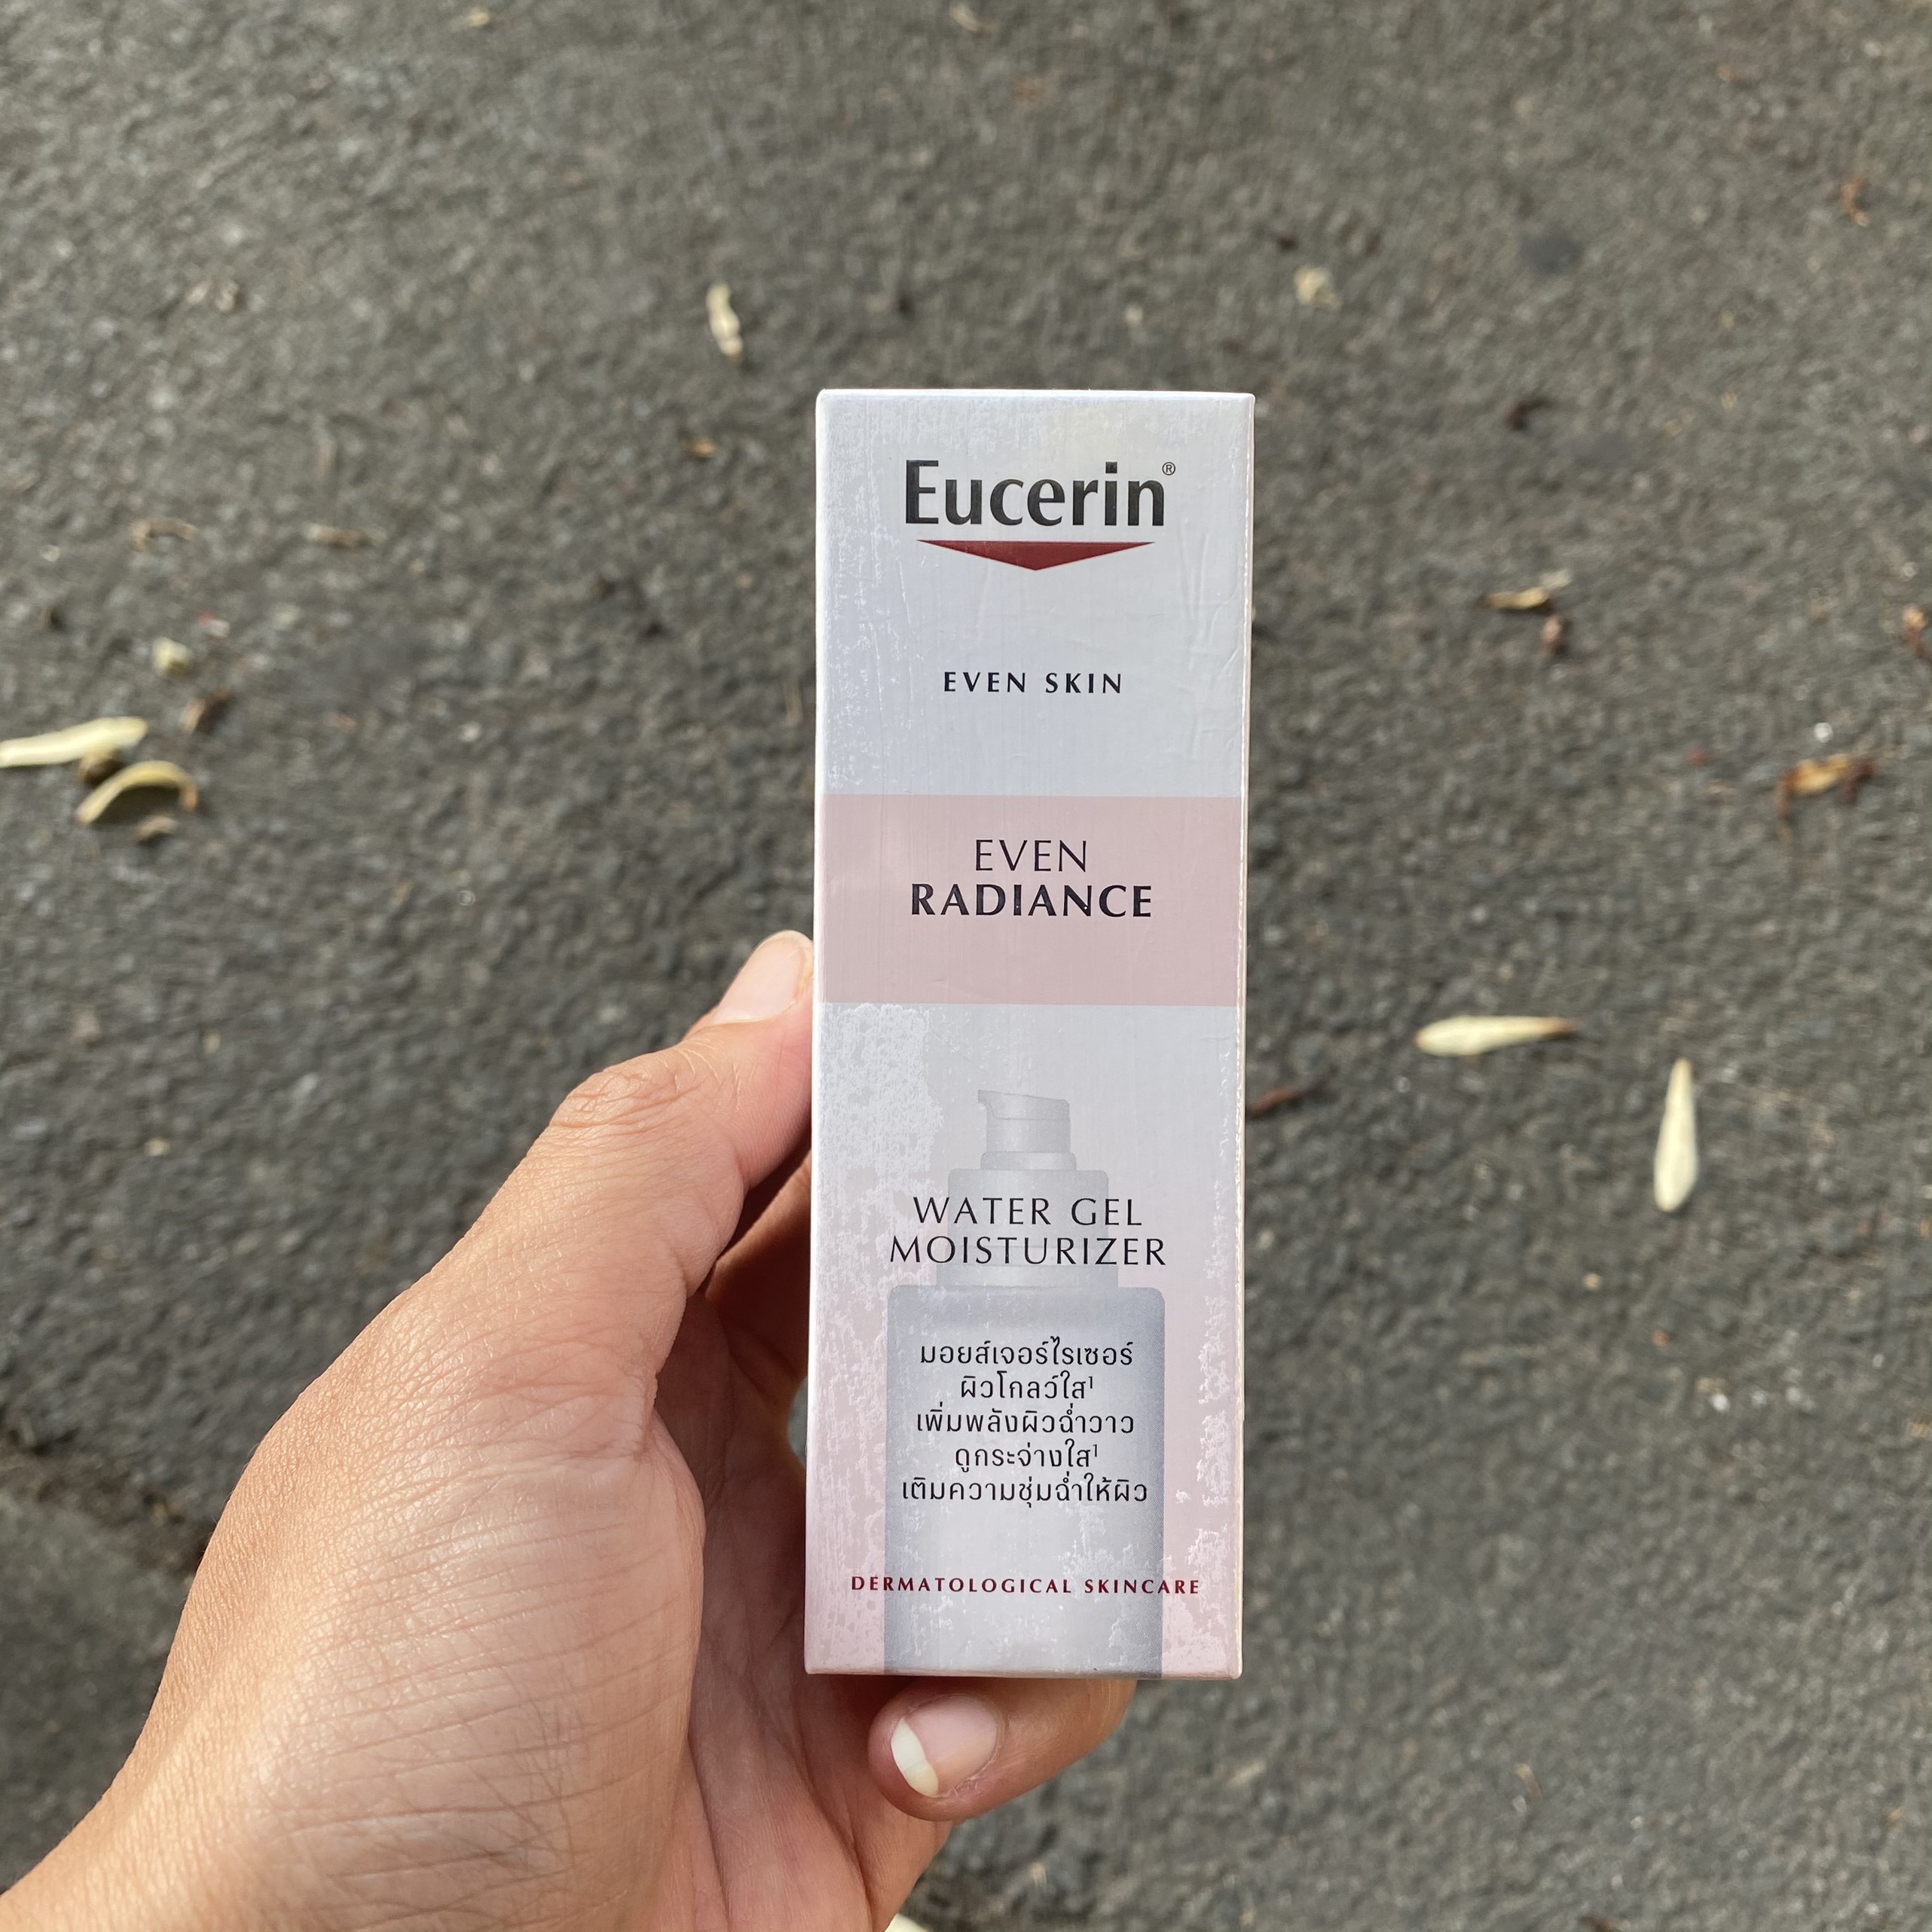 Eucerin®
EVEN SKIN
EVEN
RADIANCE
WATER GEL
MOISTURIZER
มอยส์เจอร์ไรเซอร์
ผิวโกลว์ใส¹
เพิ่มพลังผิวฉ่ำวาว
ดูกระจ่างใส¹
เติมความชุ่มฉ่ำให้ผิว
DERMATOLOGICAL SKINCARE